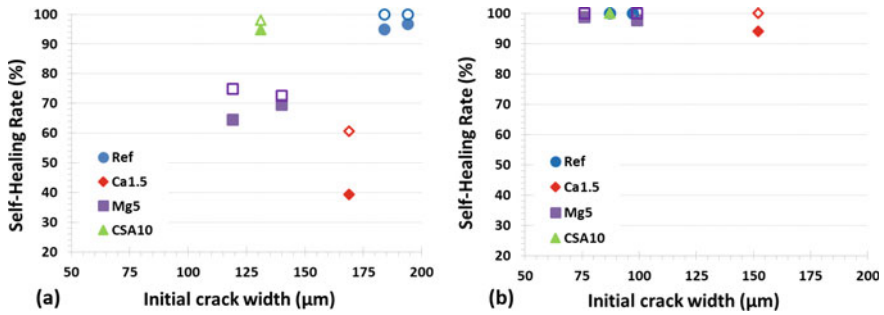 Self-Healing Rate (%)
100
90
80
70
60
50
40
30
20
Ref
Ca1.5
Mg5
CSA10
50
75
100
125
150
175
200
(a)
Initial crack width (µm)
Self-Healing Rate (%)
100
90
80
70
60
50
40
30
20
Ref
Ca1.5
Mg5
CSA10
50
75
100
125
150
175
200
(b)
Initial crack width (µm)